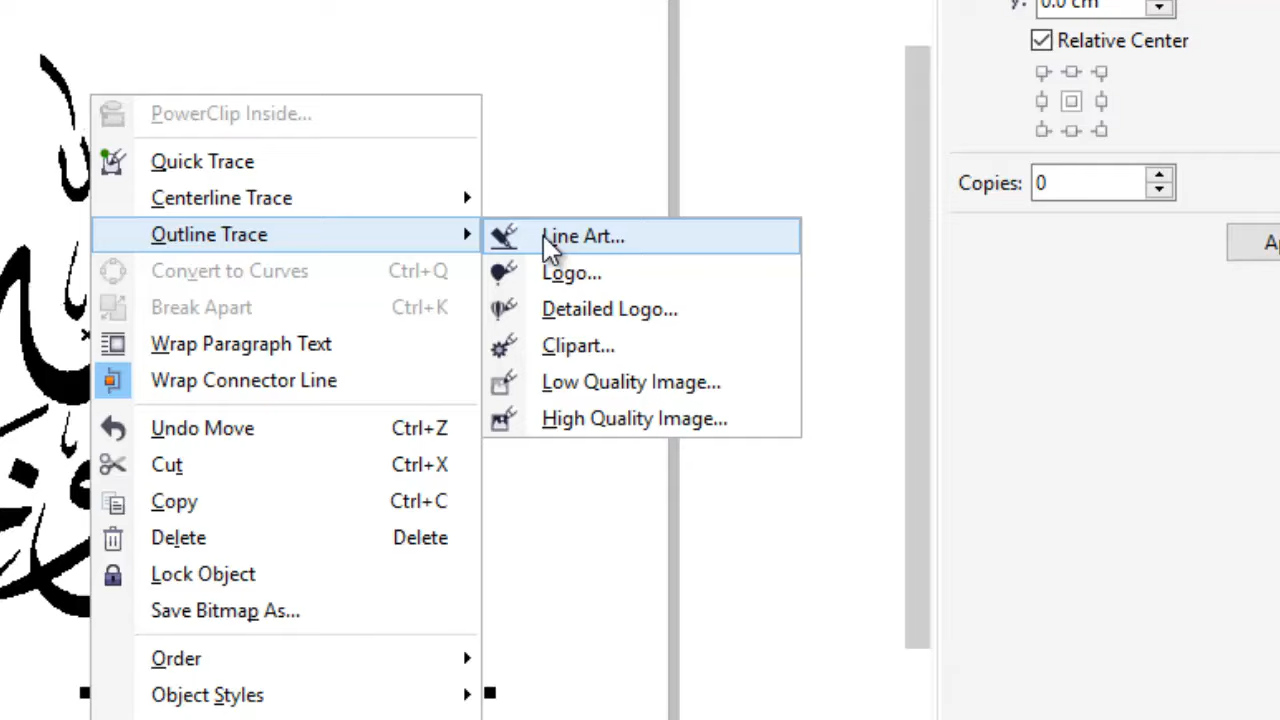 0.0 cm
Relative Center
PowerClip Inside...
Quick Trace
Centerline Trace
Copies: 0
Outline Trace
Line Art...
Convert to Curves Ctrl+Q
Logo...
Break Apart Ctrl+K
Detailed Logo...
Wrap Paragraph Text
Clipart...
Wrap Connector Line
Low Quality Image...
High Quality Image...
Undo Move Ctrl+Z
Cut Ctrl+X
Copy Ctrl+C
Delete Delete
Lock Object
Save Bitmap As...
Order
Object Styles